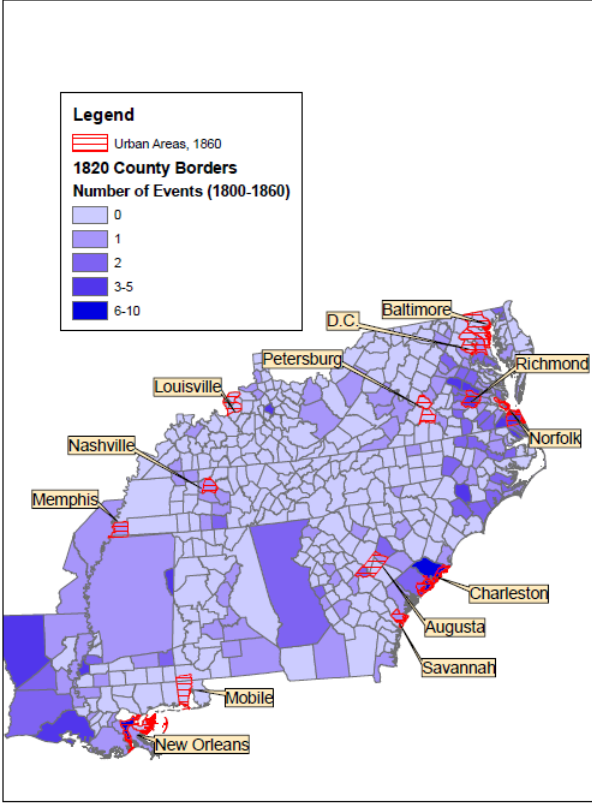 Legend
Urban Areas, 1860
1820 County Borders
Number of Events (1800-1860)
0
1
2
3-5
6-10
Baltimore
D.C.
Petersburg
Richmond
Louisville
Norfolk
Nashville
Memphis
Charleston
Augusta
Savannah
Mobile
New Orleans